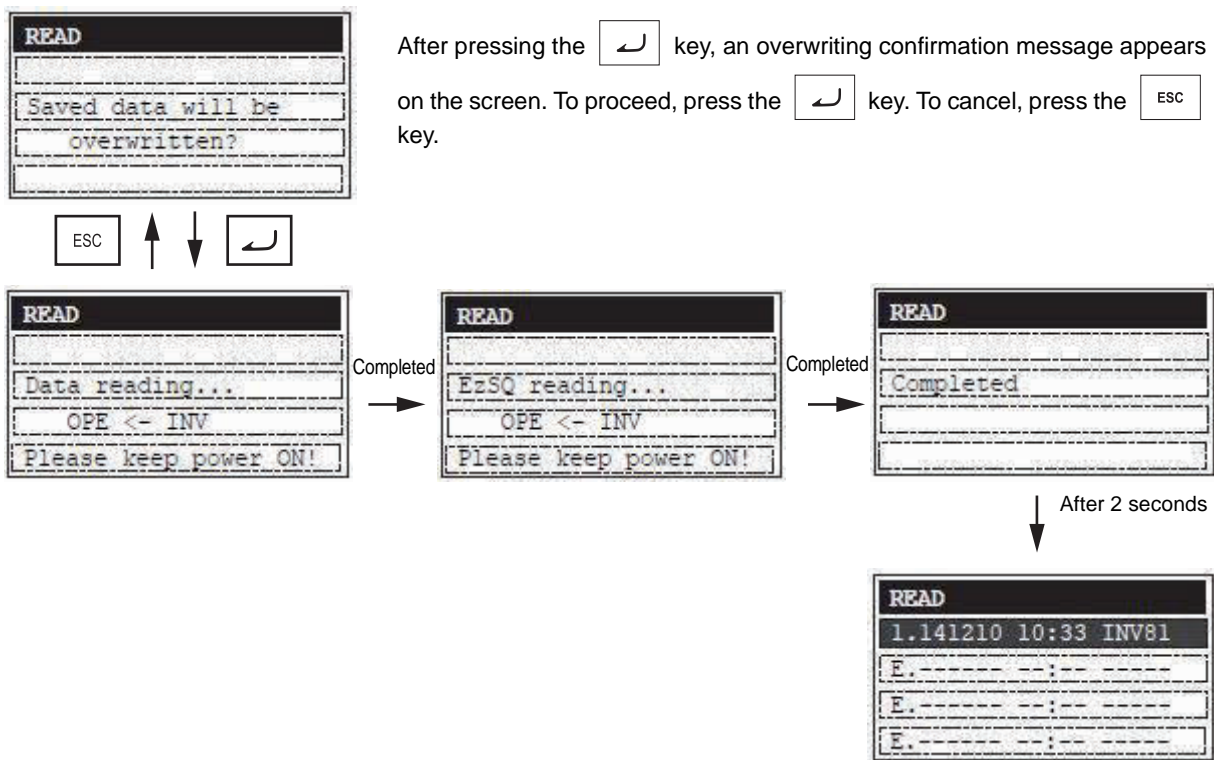 READ
Saved data will be
overwritten?
After pressing the key, an overwriting confirmation message appears
on the screen. To proceed, press the key. To cancel, press the ESC
key.
ESC
READ
Data reading...
OPE <- INV
Please keep power ON!
Completed
READ
EzSQ reading...
OPE <- INV
Please keep power ON!
Completed
READ
Completed
After 2 seconds
READ
1.141210 10:33 INV81
E.------ --:-- -----
E.------ --:-- -----
E.------ --:-- -----